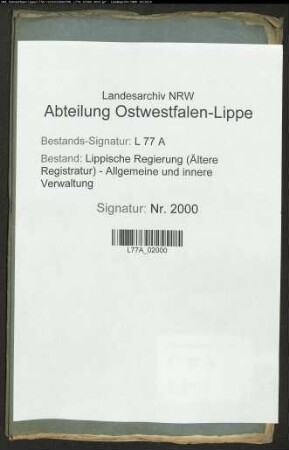 Landesarchiv NRW
Abteilung Ostwestfalen-Lippe
Bestands-Signatur: L 77 A
Bestand: Lippische Regierung (Ältere
Registratur) - Allgemeine und innere
Verwaltung
Signatur: Nr. 2000
L77A_02000